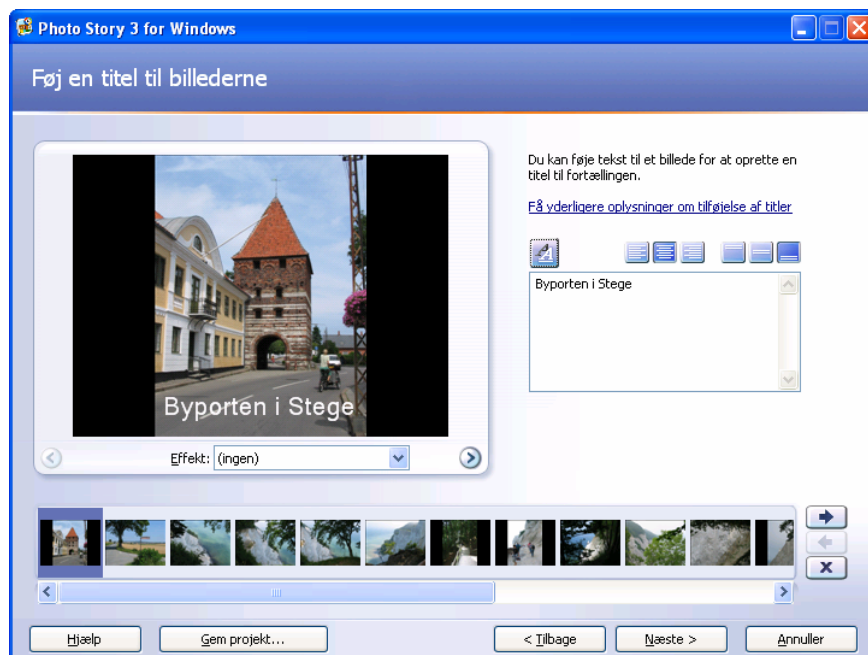 Photo Story 3 for Windows
Føj en titel til billederne
Byporten i Stege
Effekt: (ingen)
Du kan føje tekst til et billede for at oprette en
titel til fortællingen.
Få yderligere oplysninger om tilføjelse af titler
A
Byporten i Stege
Hjælp
Gem projekt...
< Tilbage
Næste >
Annuller